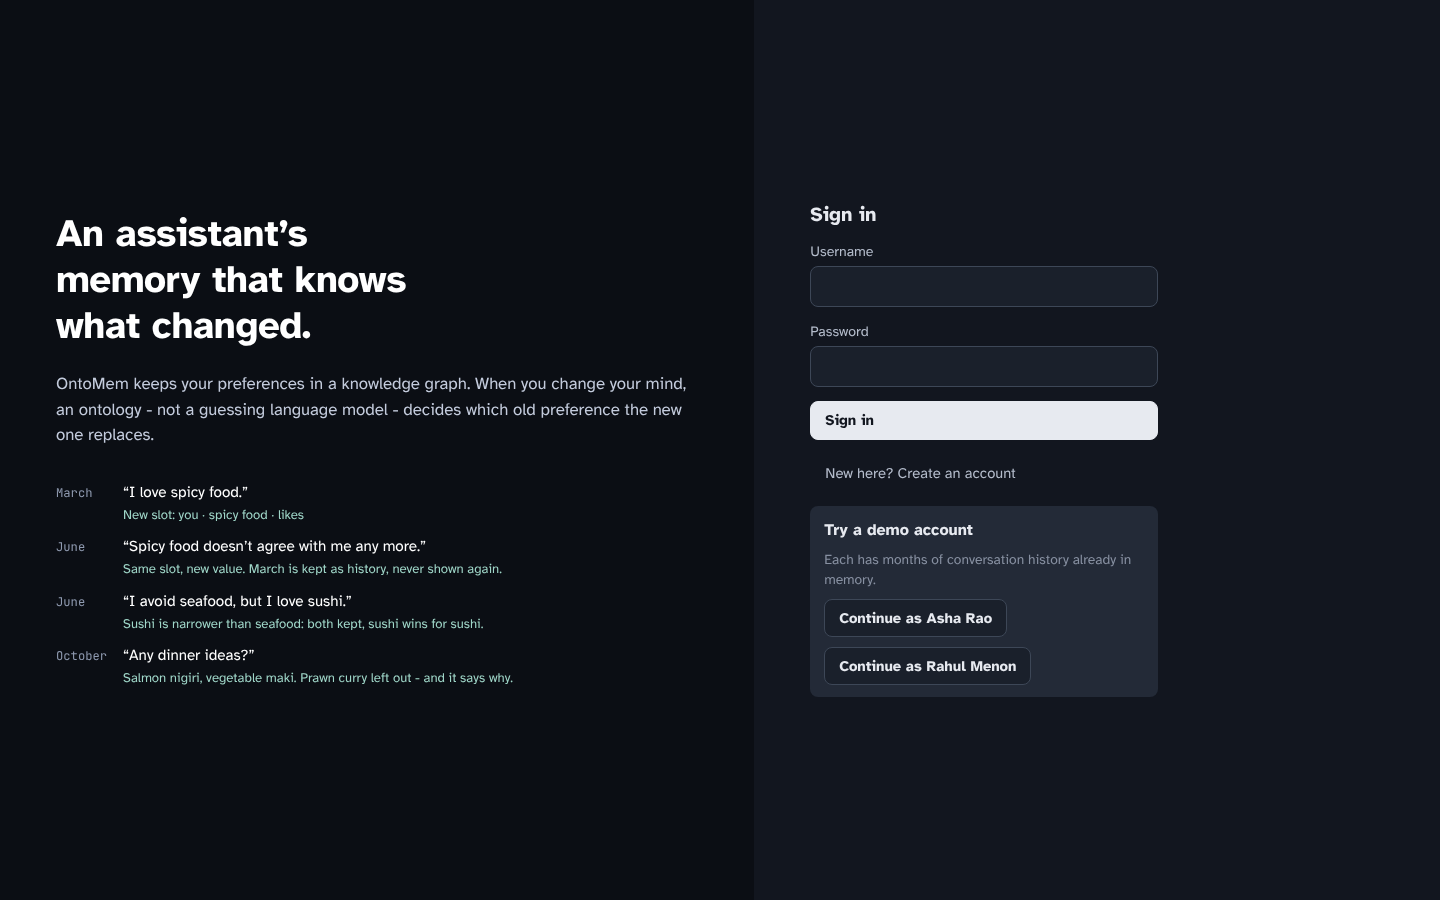 An assistant’s
memory that knows
what changed.
OntoMem keeps your preferences in a knowledge graph. When you change your mind,
an ontology - not a guessing language model - decides which old preference the new
one replaces.
March
“I love spicy food.”
New slot: you · spicy food · likes
June
“Spicy food doesn’t agree with me any more.”
Same slot, new value. March is kept as history, never shown again.
June
“I avoid seafood, but I love sushi.”
Sushi is narrower than seafood: both kept, sushi wins for sushi.
October
“Any dinner ideas?”
Salmon nigiri, vegetable maki. Prawn curry left out - and it says why.
Sign in
Username
Password
Sign in
New here? Create an account
Try a demo account
Each has months of conversation history already in
memory.
Continue as Asha Rao
Continue as Rahul Menon